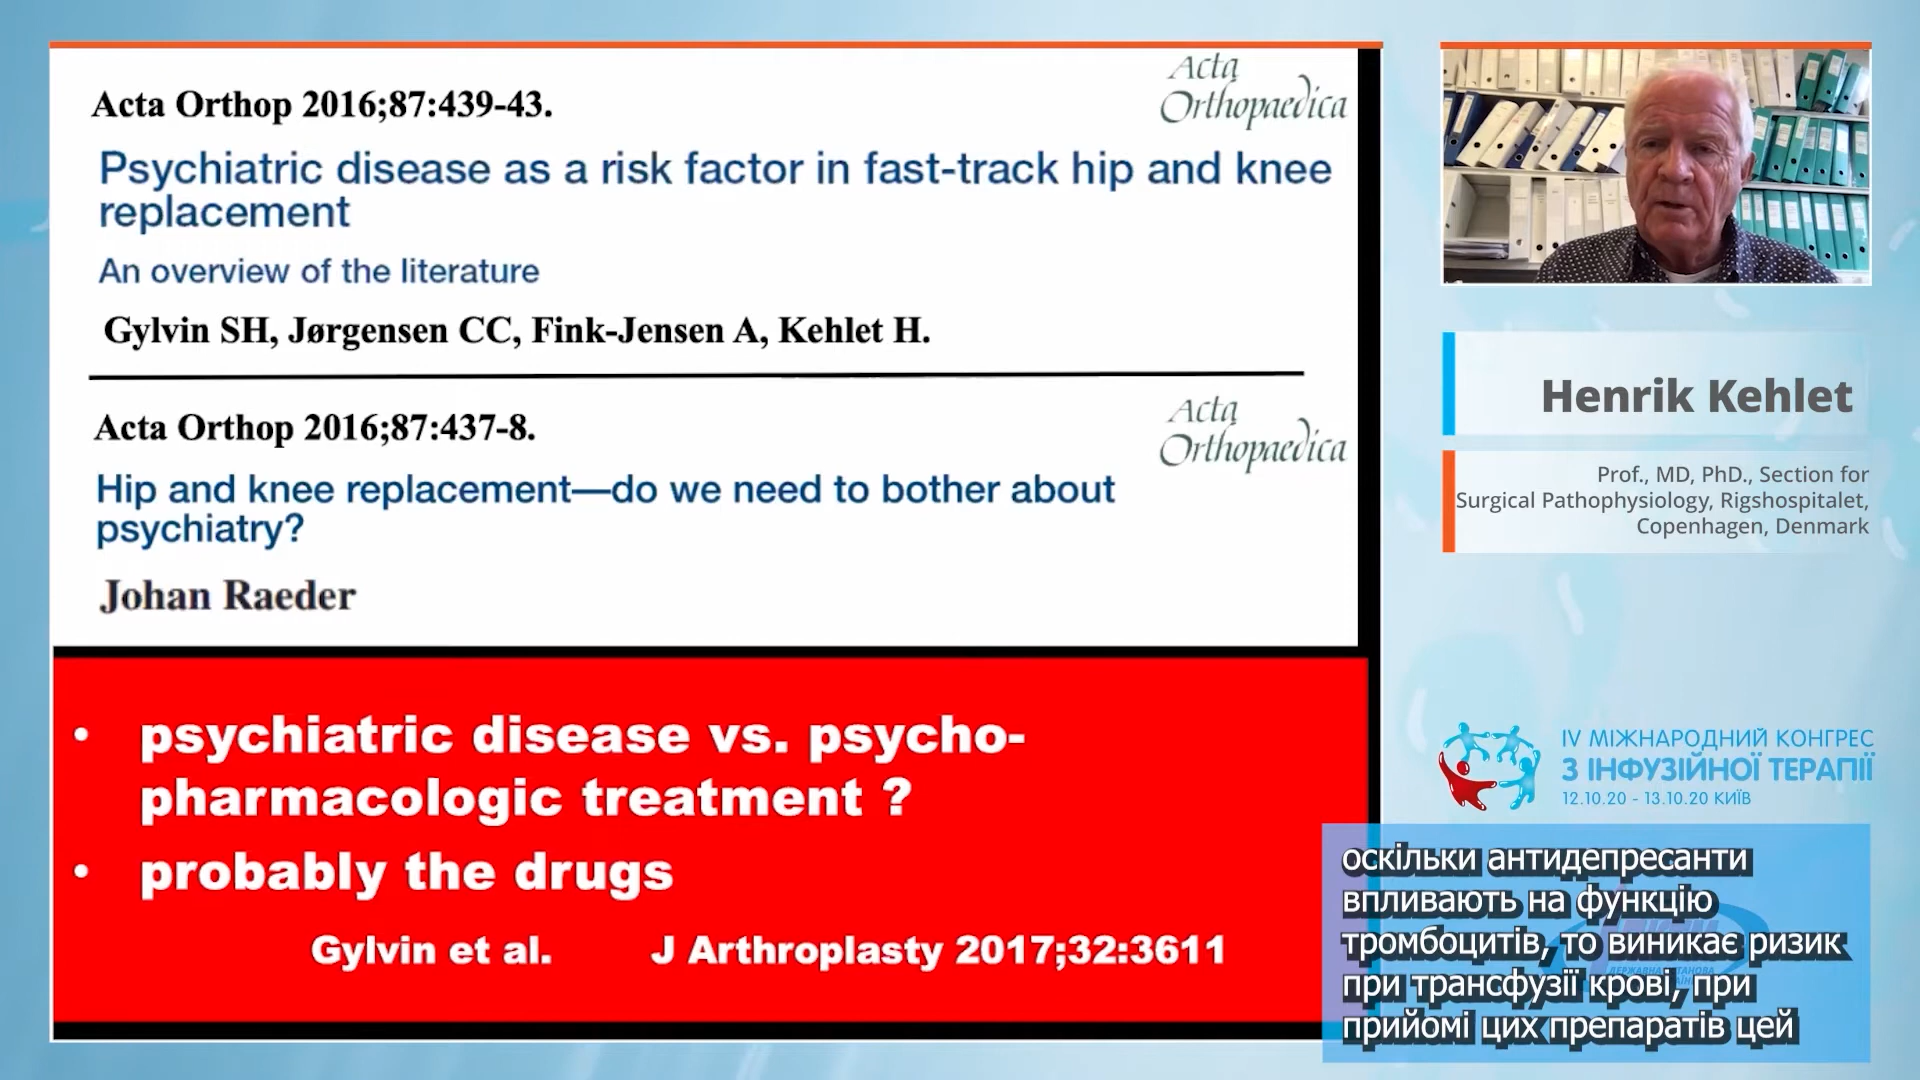 Acta Orthop 2016;87:439-43.
Acta
Orthopaedica
Psychiatric disease as a risk factor in fast-track hip and knee
replacement
An overview of the literature
Gylvin SH, Jørgensen CC, Fink-Jensen A, Kehlet H.
Acta Orthop 2016;87:437-8.
Acta
Orthopaedica
Hip and knee replacement—do we need to bother about
psychiatry?
Johan Raeder
• psychiatric disease vs. psycho-
pharmacologic treatment ?
• probably the drugs
Gylvin et al. J Arthroplasty 2017;32:3611
Henrik Kehlet
Prof., MD, PhD., Section for
Surgical Pathophysiology, Rigshospitalet,
Copenhagen, Denmark
IV МІЖНАРОДНИЙ КОНГРЕС
З ІНФУЗІЙНОЇ ТЕРАПІЇ
12.10.20 - 13.10.20 КИЇВ
оскільки антидепресанти
впливають на функцію
тромбоцитів, то виникає ризик
при трансфузії крові, при
прийомі цих препаратів цей